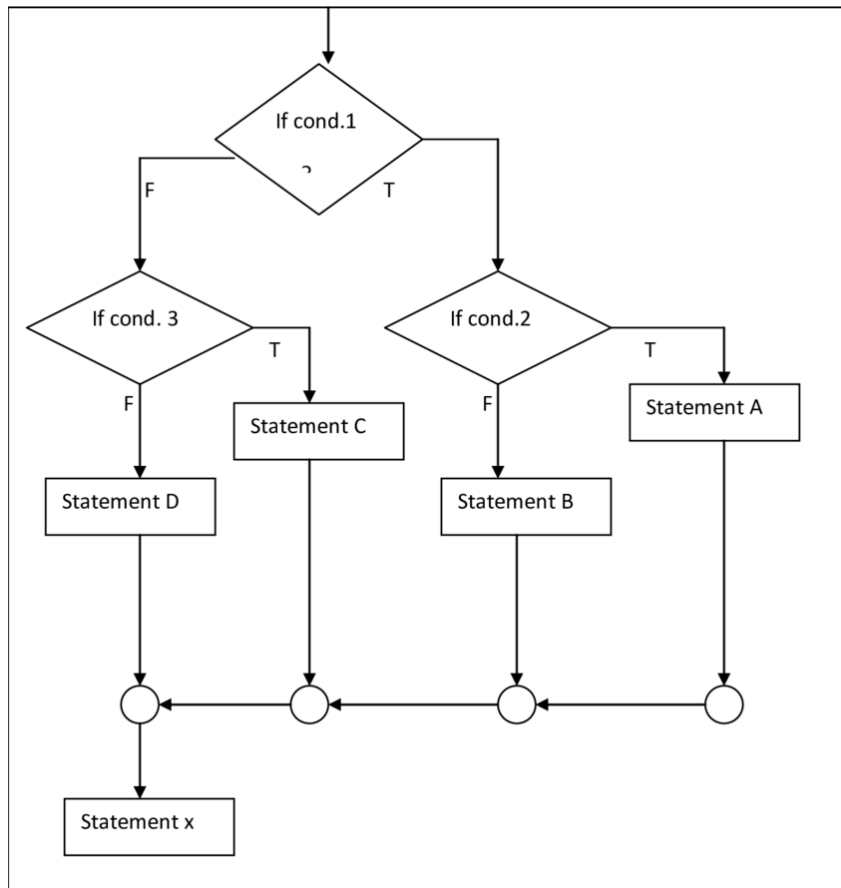 If cond.1
F
T
If cond. 3
If cond.2
T
T
F
F
Statement C
Statement A
Statement D
Statement B
Statement x